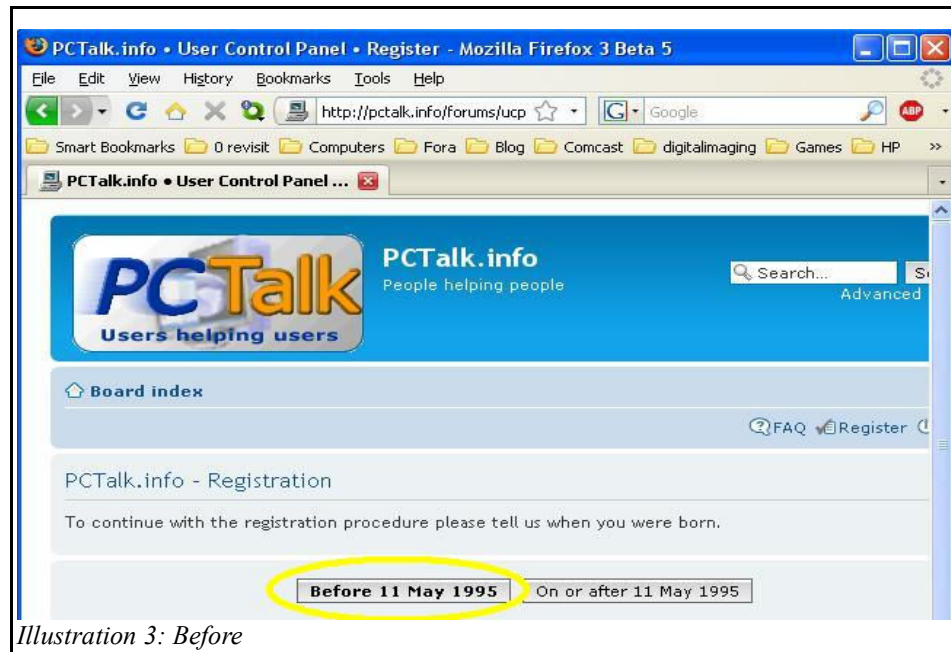 PCTalk.info • User Control Panel • Register - Mozilla Firefox 3 Beta 5
File Edit View History Bookmarks Tools Help
http://pctalk.info/forums/ucp G Google ABP
Smart Bookmarks 0 revisit Computers Fora Blog Comcast digitalimaging Games HP »
PCTalk.info • User Control Panel ...
PCTalk
Users helping users
PCTalk.info
People helping people
Search...
Advanced
Board index
FAQ Register
PCTalk.info - Registration
To continue with the registration procedure please tell us when you were born.
Before 11 May 1995 On or after 11 May 1995
Illustration 3: Before